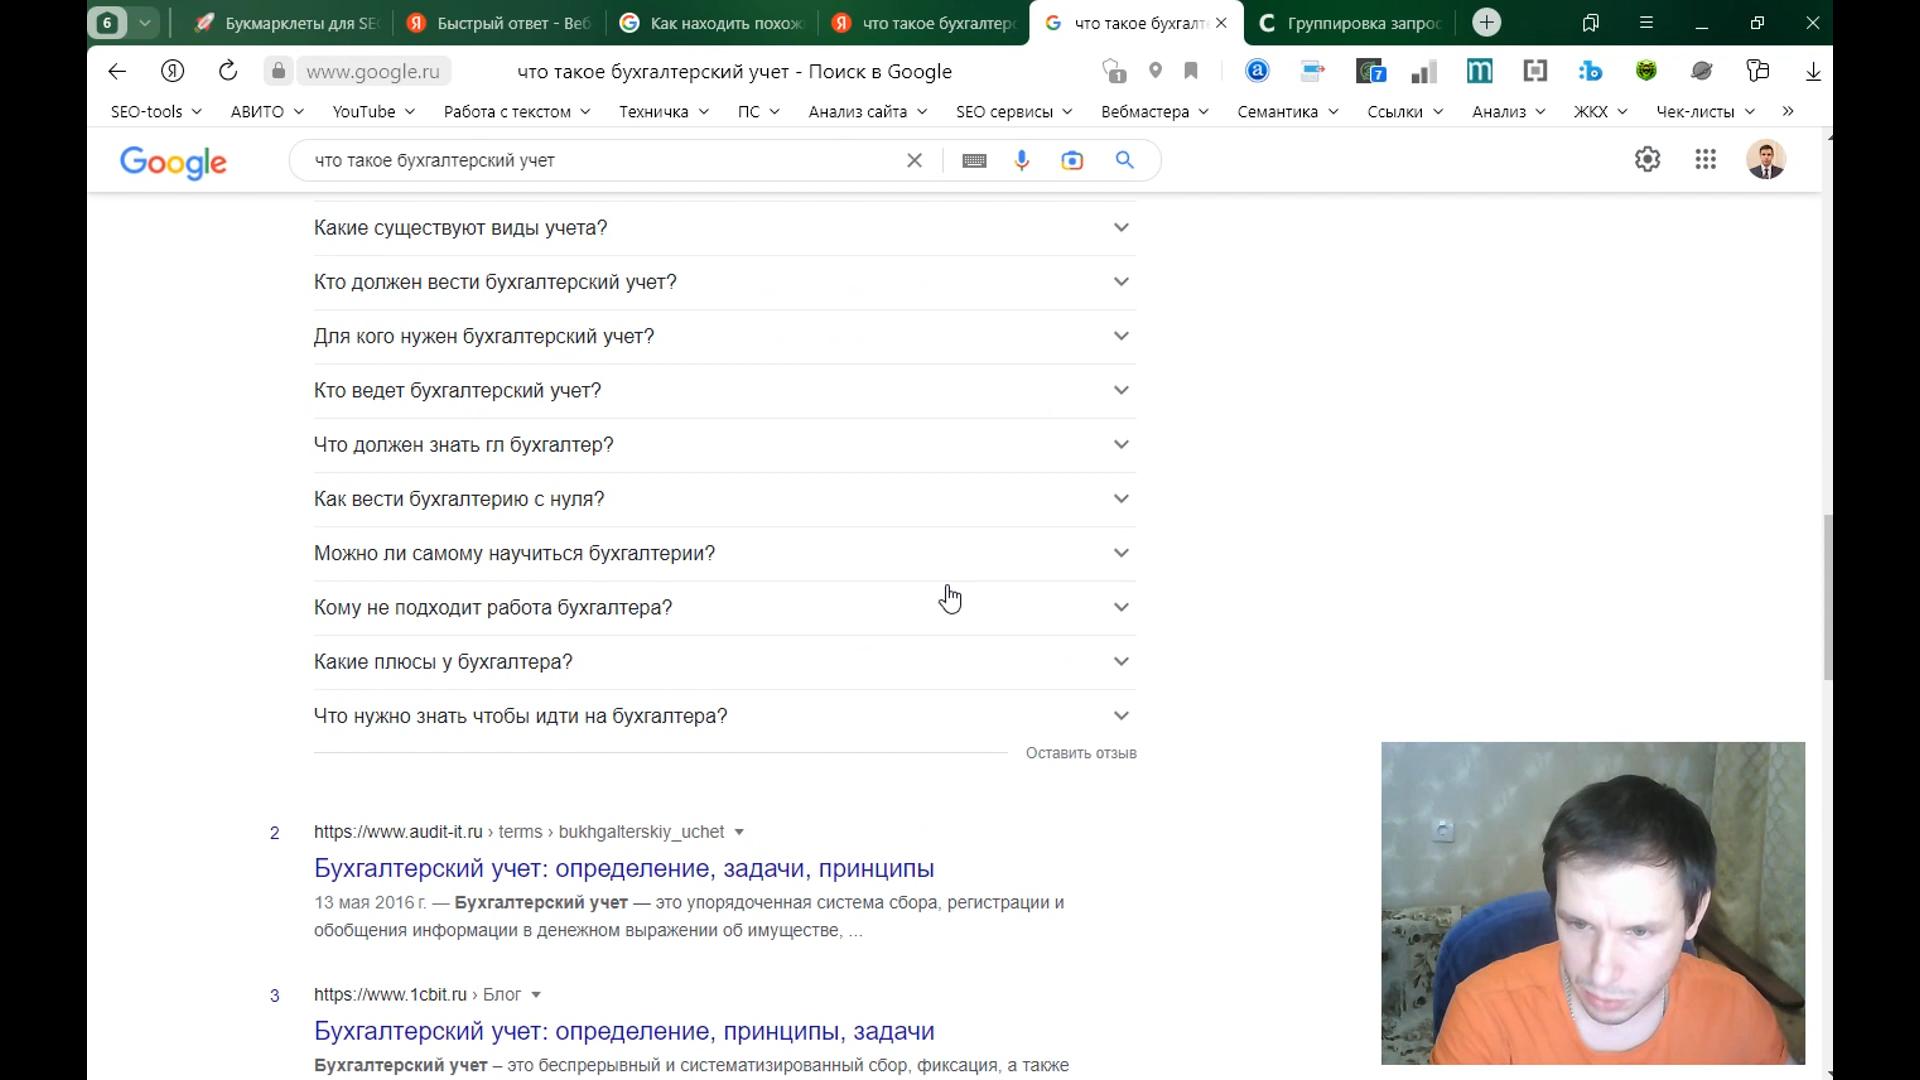 6
Букмарклеты для SE
Быстрый ответ - Веб
Как находить похож
что такое бухгалтерс
что такое бухгалт
Группировка запрос
www.google.ru
что такое бухгалтерский учет - Поиск в Google
1
7
SEO-tools
АВИТО
YouTube
Работа с текстом
Техничка
ПС
Анализ сайта
SEO сервисы
Вебмастера
Семантика
Ссылки
Анализ
ЖКХ
Чек-листы
»
Google
что такое бухгалтерский учет
Какие существуют виды учета?
Кто должен вести бухгалтерский учет?
Для кого нужен бухгалтерский учет?
Кто ведет бухгалтерский учет?
Что должен знать гл бухгалтер?
Как вести бухгалтерию с нуля?
Можно ли самому научиться бухгалтерии?
Кому не подходит работа бухгалтера?
Какие плюсы у бухгалтера?
Что нужно знать чтобы идти на бухгалтера?
Оставить отзыв
2
https://www.audit-it.ru › terms › bukhgalterskiy_uchet
Бухгалтерский учет: определение, задачи, принципы
13 мая 2016 г. — Бухгалтерский учет — это упорядоченная система сбора, регистрации и
обобщения информации в денежном выражении об имуществе, ...
3
https://www.1cbit.ru › Блог
Бухгалтерский учет: определение, принципы, задачи
Бухгалтерский учет – это беспрерывный и систематизированный сбор, фиксация, а также